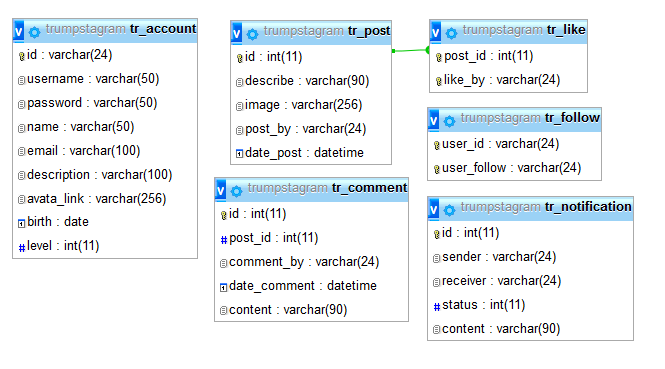 v trumpstagram tr_account
id : varchar(24)
username : varchar(50)
password : varchar(50)
name : varchar(50)
email : varchar(100)
description : varchar(100)
avata_link : varchar(256)
birth : date
# level : int(11)
v trumpstagram tr_post
id : int(11)
describe : varchar(90)
image : varchar(256)
post_by : varchar(24)
date_post : datetime
v trumpstagram tr_like
post_id : int(11)
like_by : varchar(24)
v trumpstagram tr_follow
user_id : varchar(24)
user_follow : varchar(24)
v trumpstagram tr_comment
id : int(11)
# post_id : int(11)
comment_by : varchar(24)
date_comment : datetime
content : varchar(90)
v trumpstagram tr_notification
id : int(11)
sender : varchar(24)
receiver : varchar(24)
# status : int(11)
content : varchar(90)